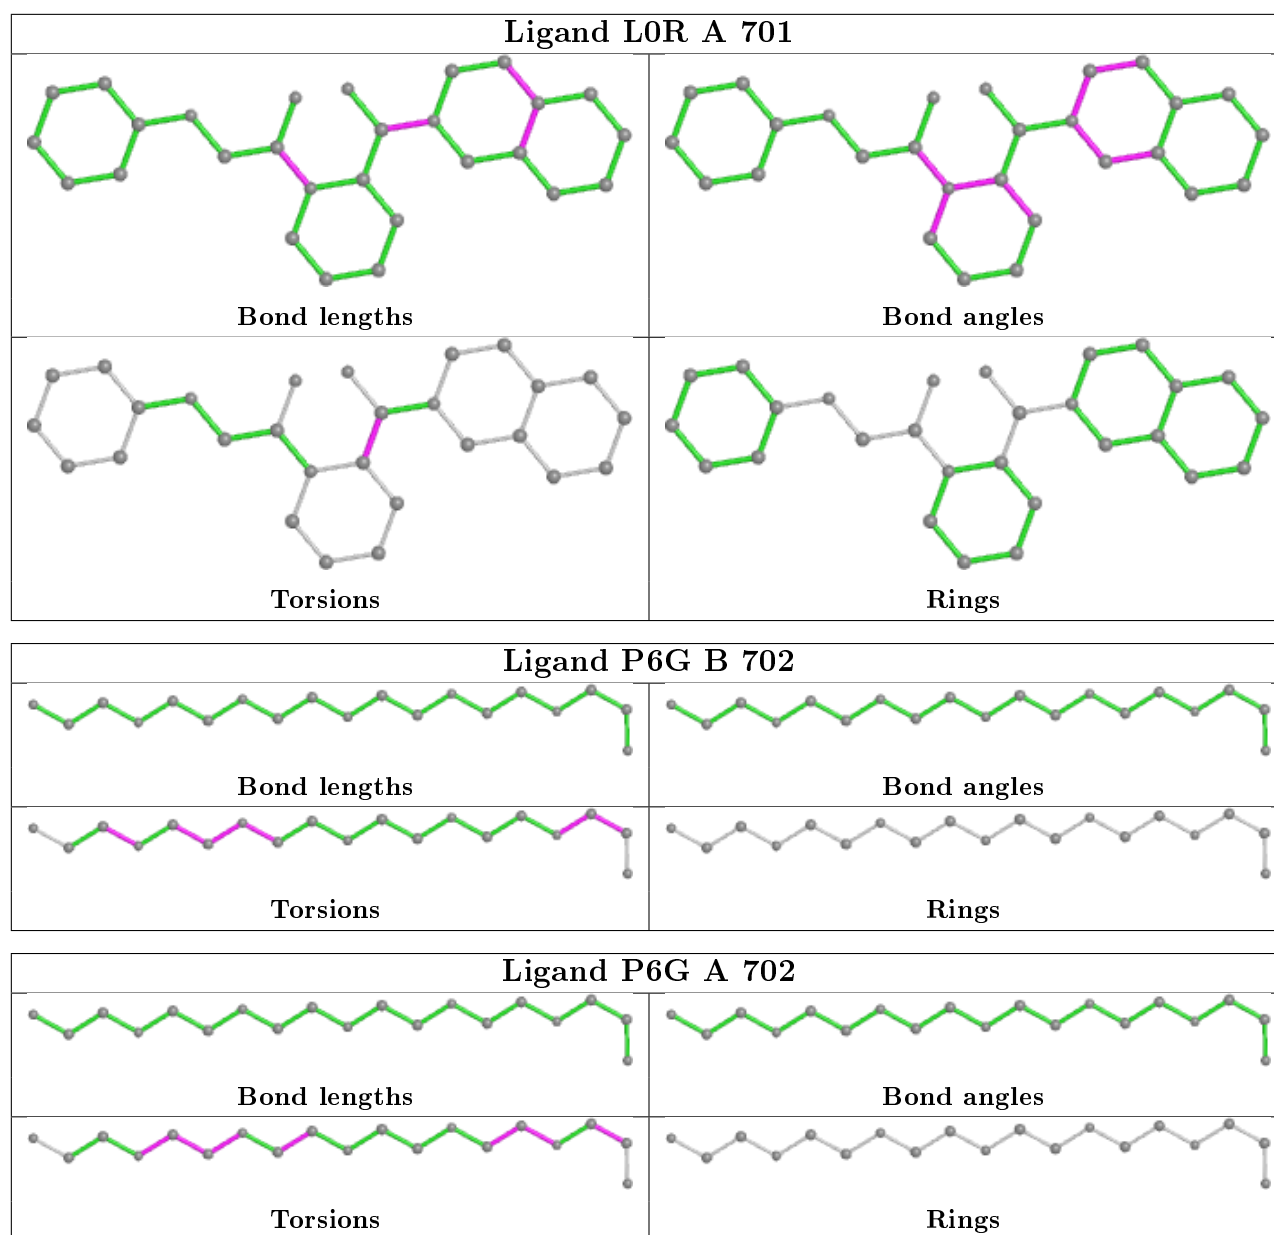 Ligand L0R A 701
Bond lengths
Bond angles
Torsions
Rings
Ligand P6G B 702
Bond lengths
Bond angles
Torsions
Rings
Ligand P6G A 702
Bond lengths
Bond angles
Torsions
Rings